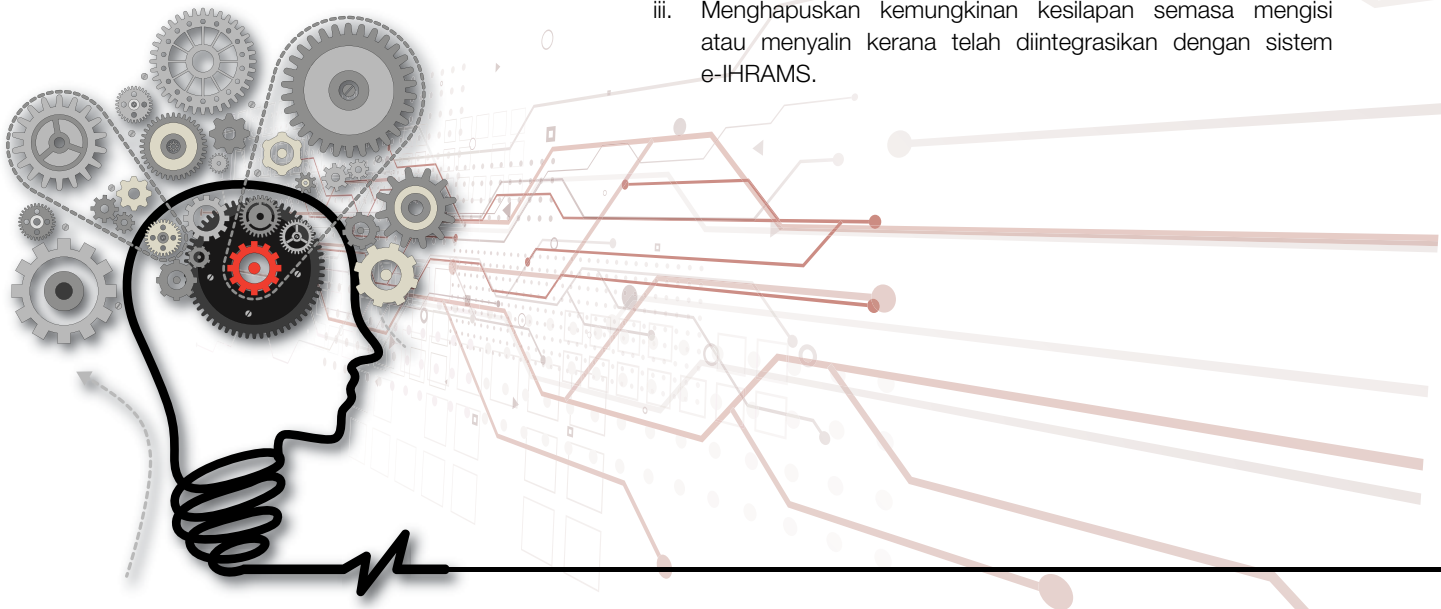 iii. Menghapuskan kemungkinan kesilapan semasa mengisi
atau menyalin kerana telah diintegrasikan dengan sistem
e-IHRAMS.